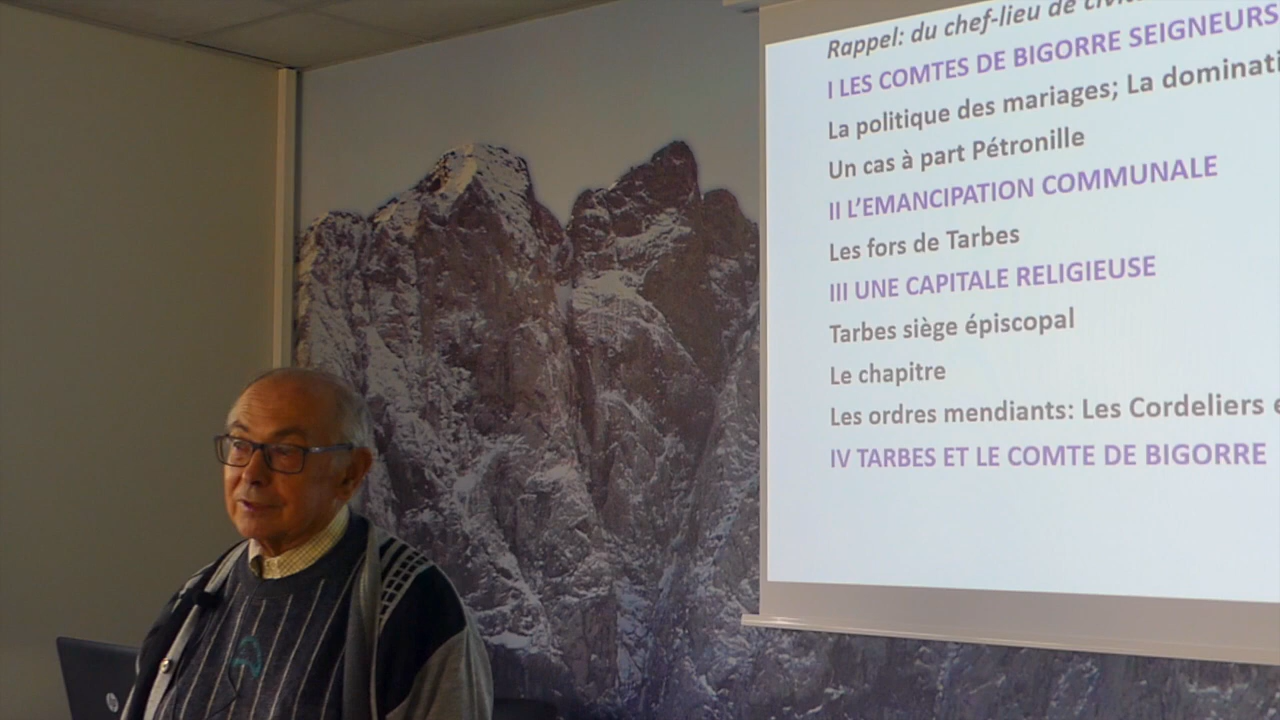 Rappel: du chef-lieu de
I LES COMTES DE BIGORRE SEIGNEURS
La politique des mariages; La dominati
Un cas à part Pétronille
II L’EMANCIPATION COMMUNALE
Les fors de Tarbes
III UNE CAPITALE RELIGIEUSE
Tarbes siège épiscopal
Le chapitre
Les ordres mendiants: Les Cordeliers e
IV TARBES ET LE COMTE DE BIGORRE
hp